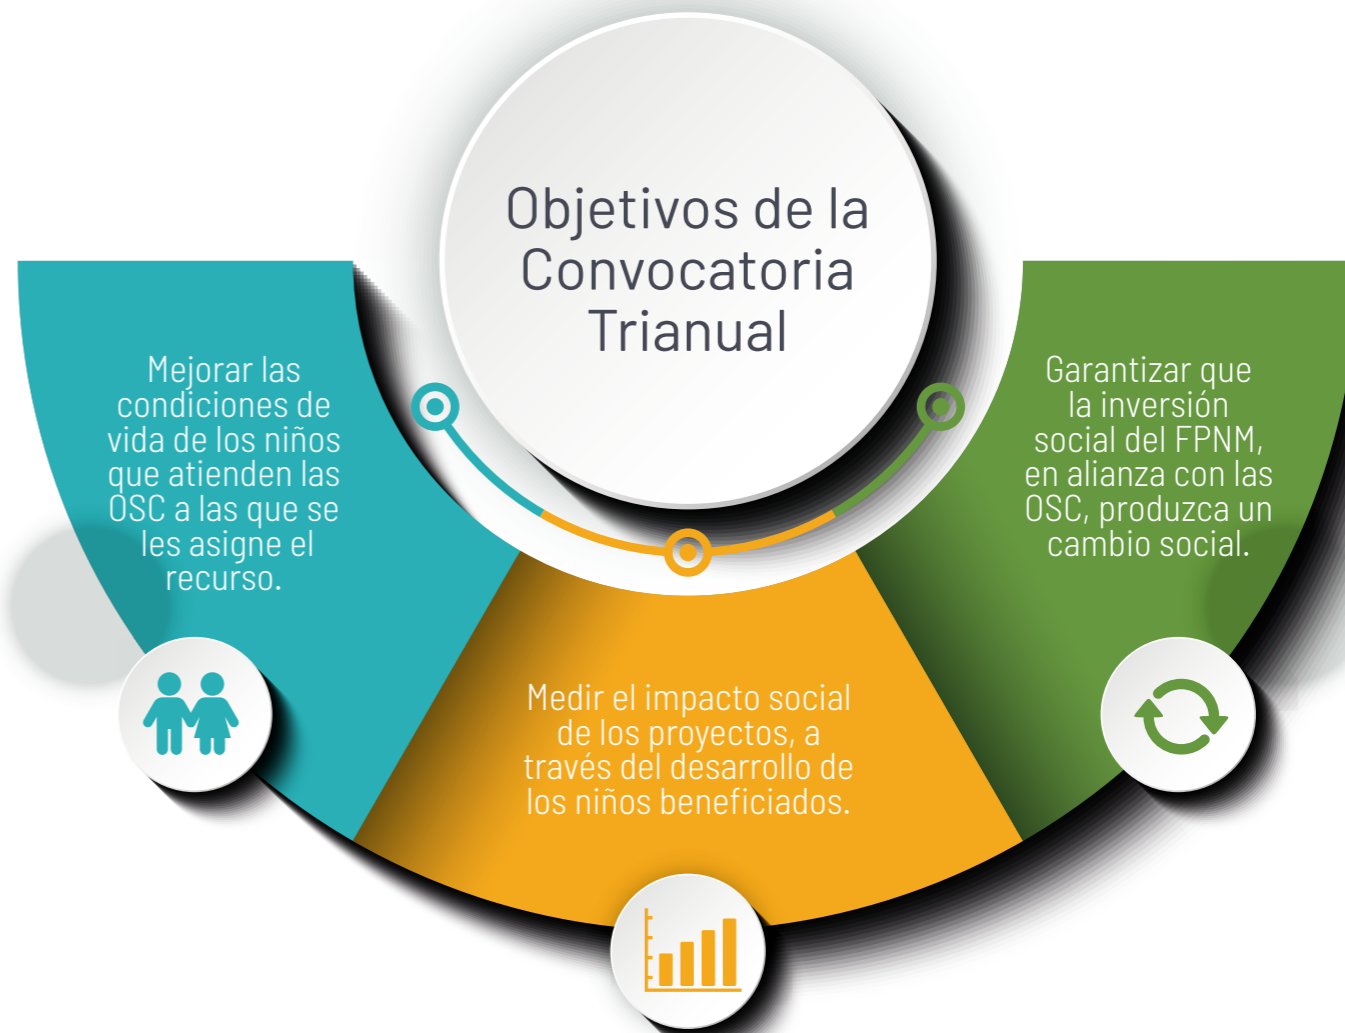 Objetivos de la
Convocatoria
Trianual
Mejorar las
condiciones de
vida de los niños
que atienden las
OSC a las que se
les asigne el
recurso.
Medir el impacto social
de los proyectos, a
través del desarrollo de
los niños beneficiados.
Garantizar que
la inversión
social del FPNM,
en alianza con las
OSC, produzca un
cambio social.